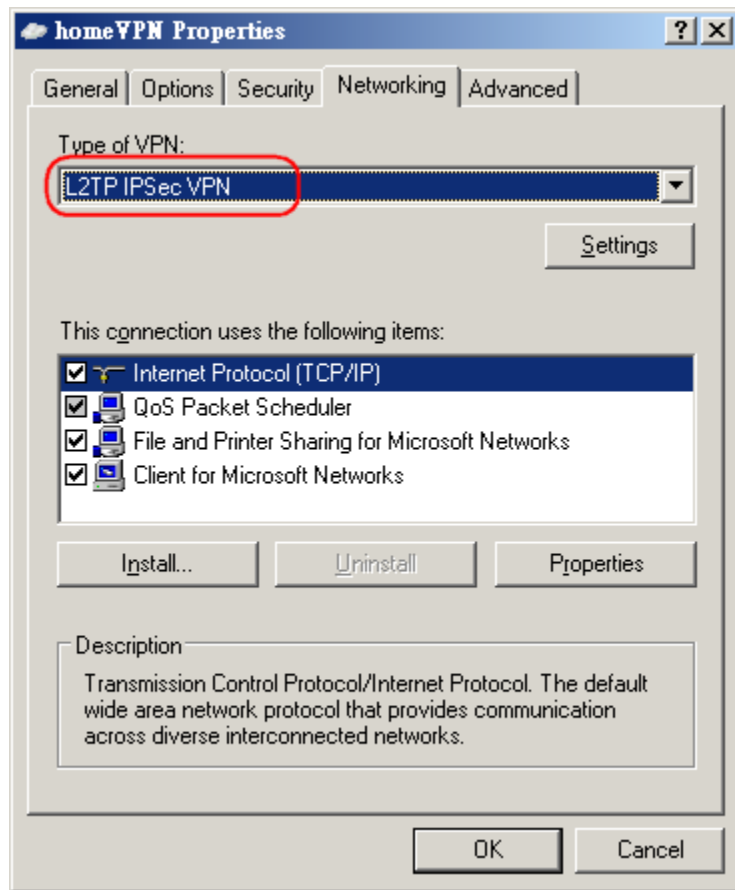 homeVPN Properties
General Options Security Networking Advanced
Type of VPN:
L2TP IPSec VPN
Settings
This connection uses the following items:
Internet Protocol (TCP/IP)
QoS Packet Scheduler
File and Printer Sharing for Microsoft Networks
Client for Microsoft Networks
Install... Uninstall Properties
Description
Transmission Control Protocol/Internet Protocol. The default
wide area network protocol that provides communication
across diverse interconnected networks.
OK Cancel